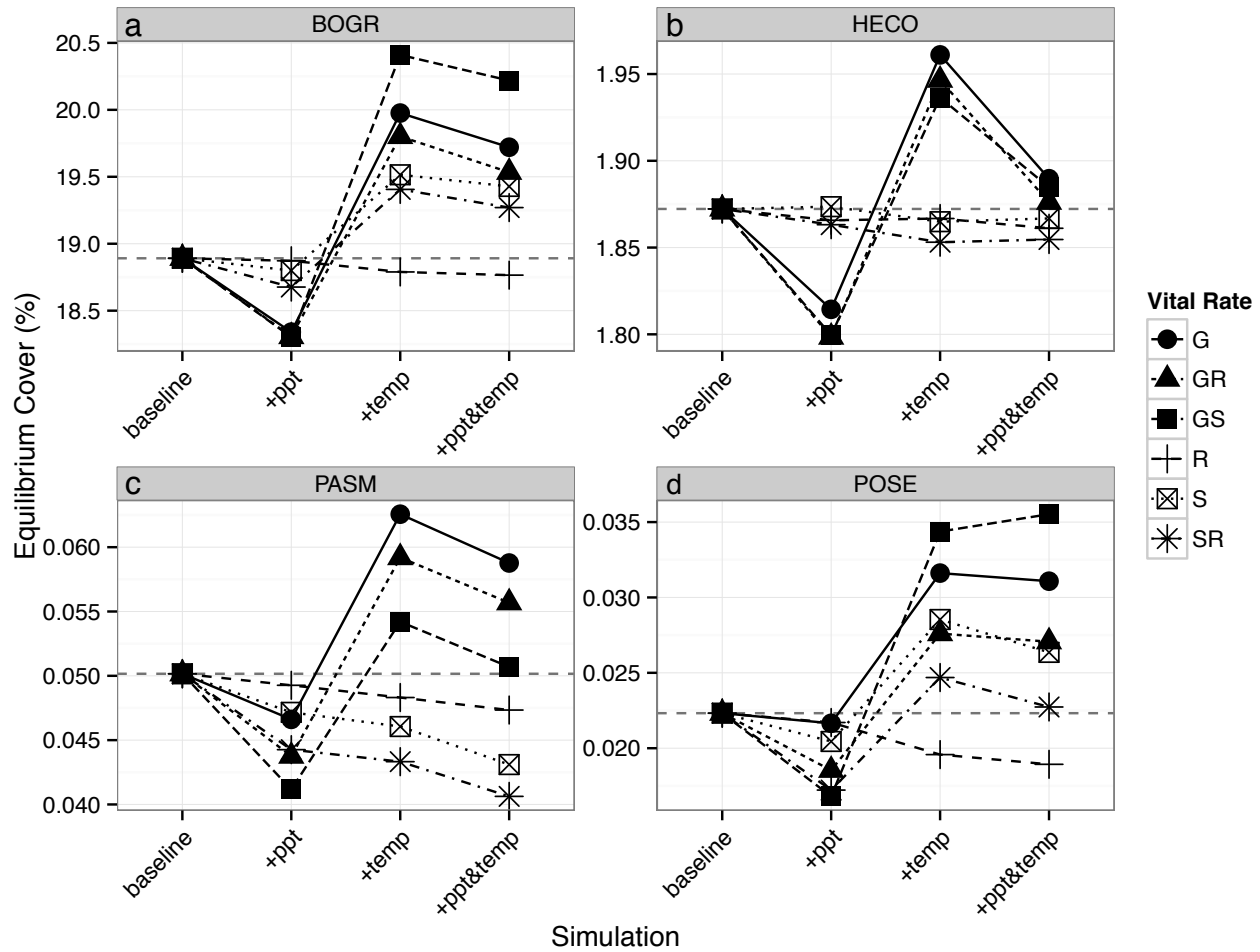 a BOGR
20.5
20.0
19.5
19.0
18.5
baseline
+ppt
+temp
+ppt&temp
b HECO
1.95
1.90
1.85
1.80
baseline
+ppt
+temp
+ppt&temp
c PASM
0.060
0.055
0.050
0.045
0.040
baseline
+ppt
+temp
+ppt&temp
d POSE
0.035
0.030
0.025
0.020
baseline
+ppt
+temp
+ppt&temp
Equilibrium Cover (%)
Simulation
Vital Rate
G
GR
GS
R
S
SR